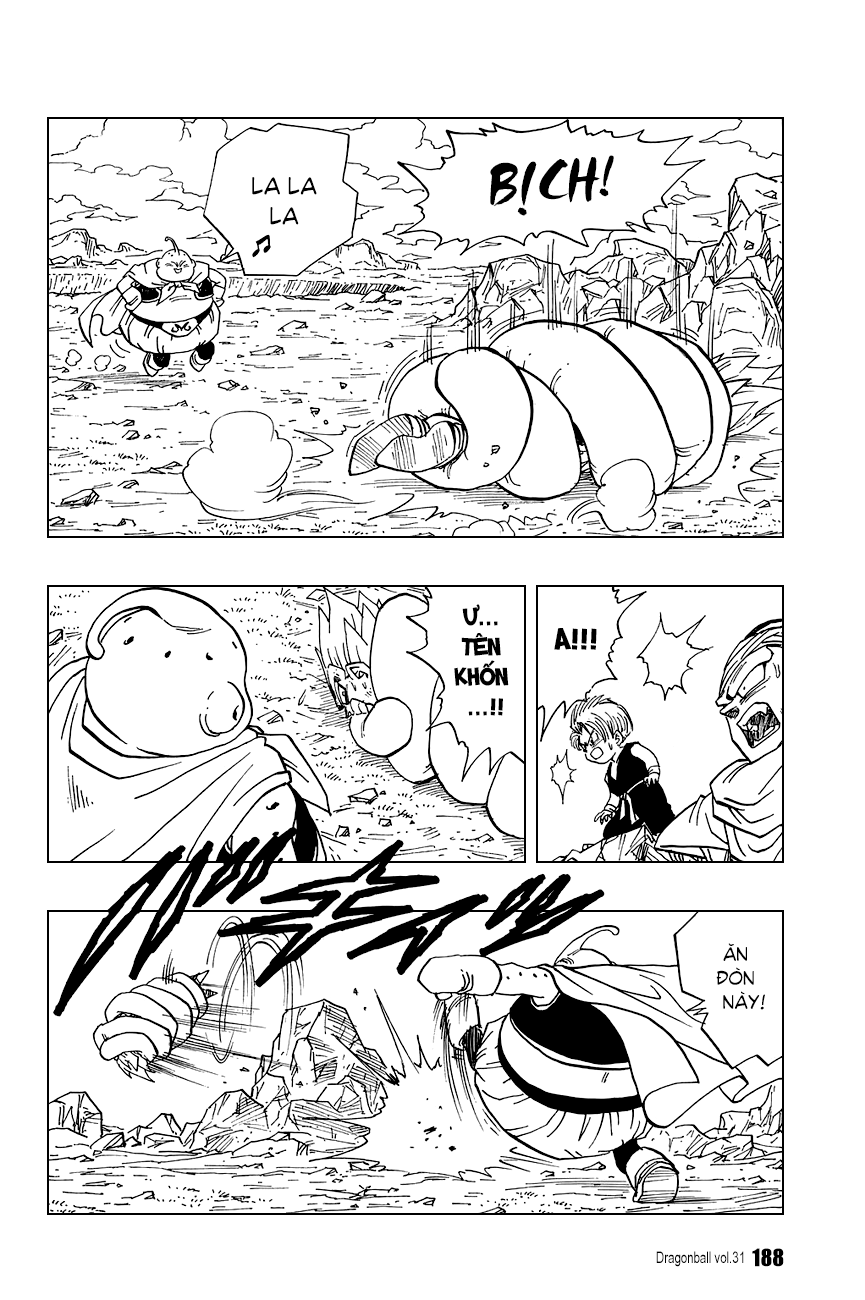 LA LA
LA
♫
BỊCH!
Ư...
TÊN
KHỐN
...!!
A!!!
ĂN
ĐÒN
NÀY!
Dragonball vol.31 188